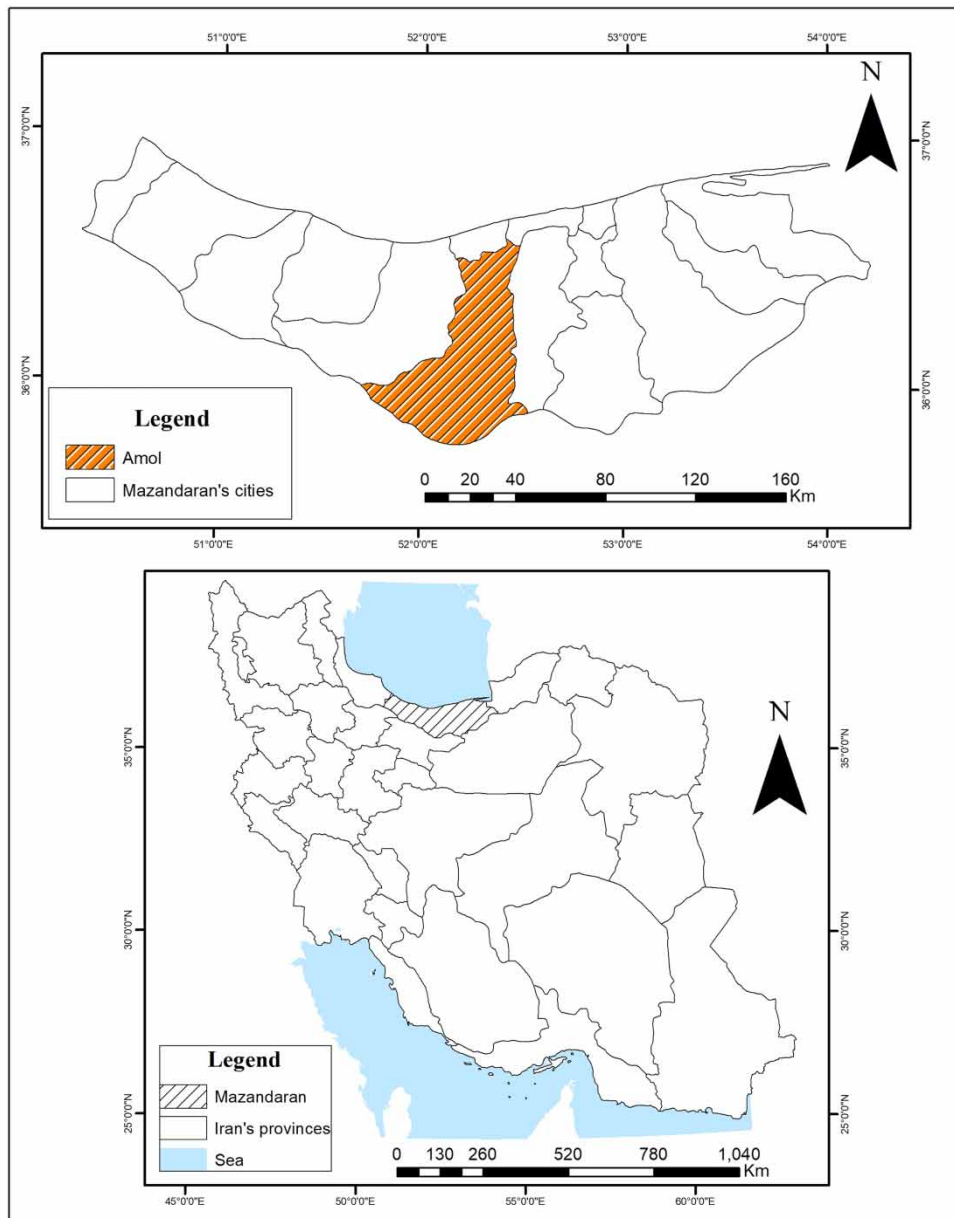 51°0'0"E 52°0'0"E 53°0'0"E 54°0'0"E
N
37°0'0"N
37°0'0"N
36°0'0"N
36°0'0"N
Legend
Amol
Mazandaran's cities
0 20 40 80 120 160
Km
51°0'0"E 52°0'0"E 53°0'0"E 54°0'0"E
N
35°0'0"N
35°0'0"N
30°0'0"N
30°0'0"N
25°0'0"N
25°0'0"N
Legend
Mazandaran
Iran's provinces
Sea
0 130 260 520 780 1,040
Km
45°0'0"E 50°0'0"E 55°0'0"E 60°0'0"E